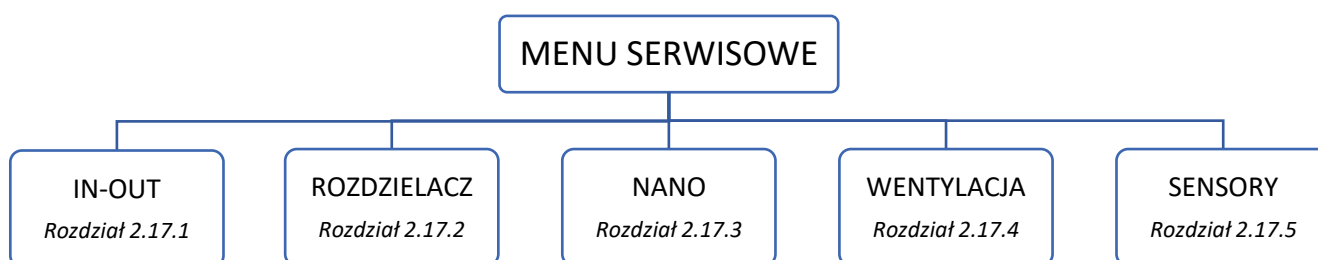 MENU SERWISOWE
IN-OUT
Rozdział 2.17.1
ROZDZIELACZ
Rozdział 2.17.2
NANO
Rozdział 2.17.3
WENTYLACJA
Rozdział 2.17.4
SENSORY
Rozdział 2.17.5